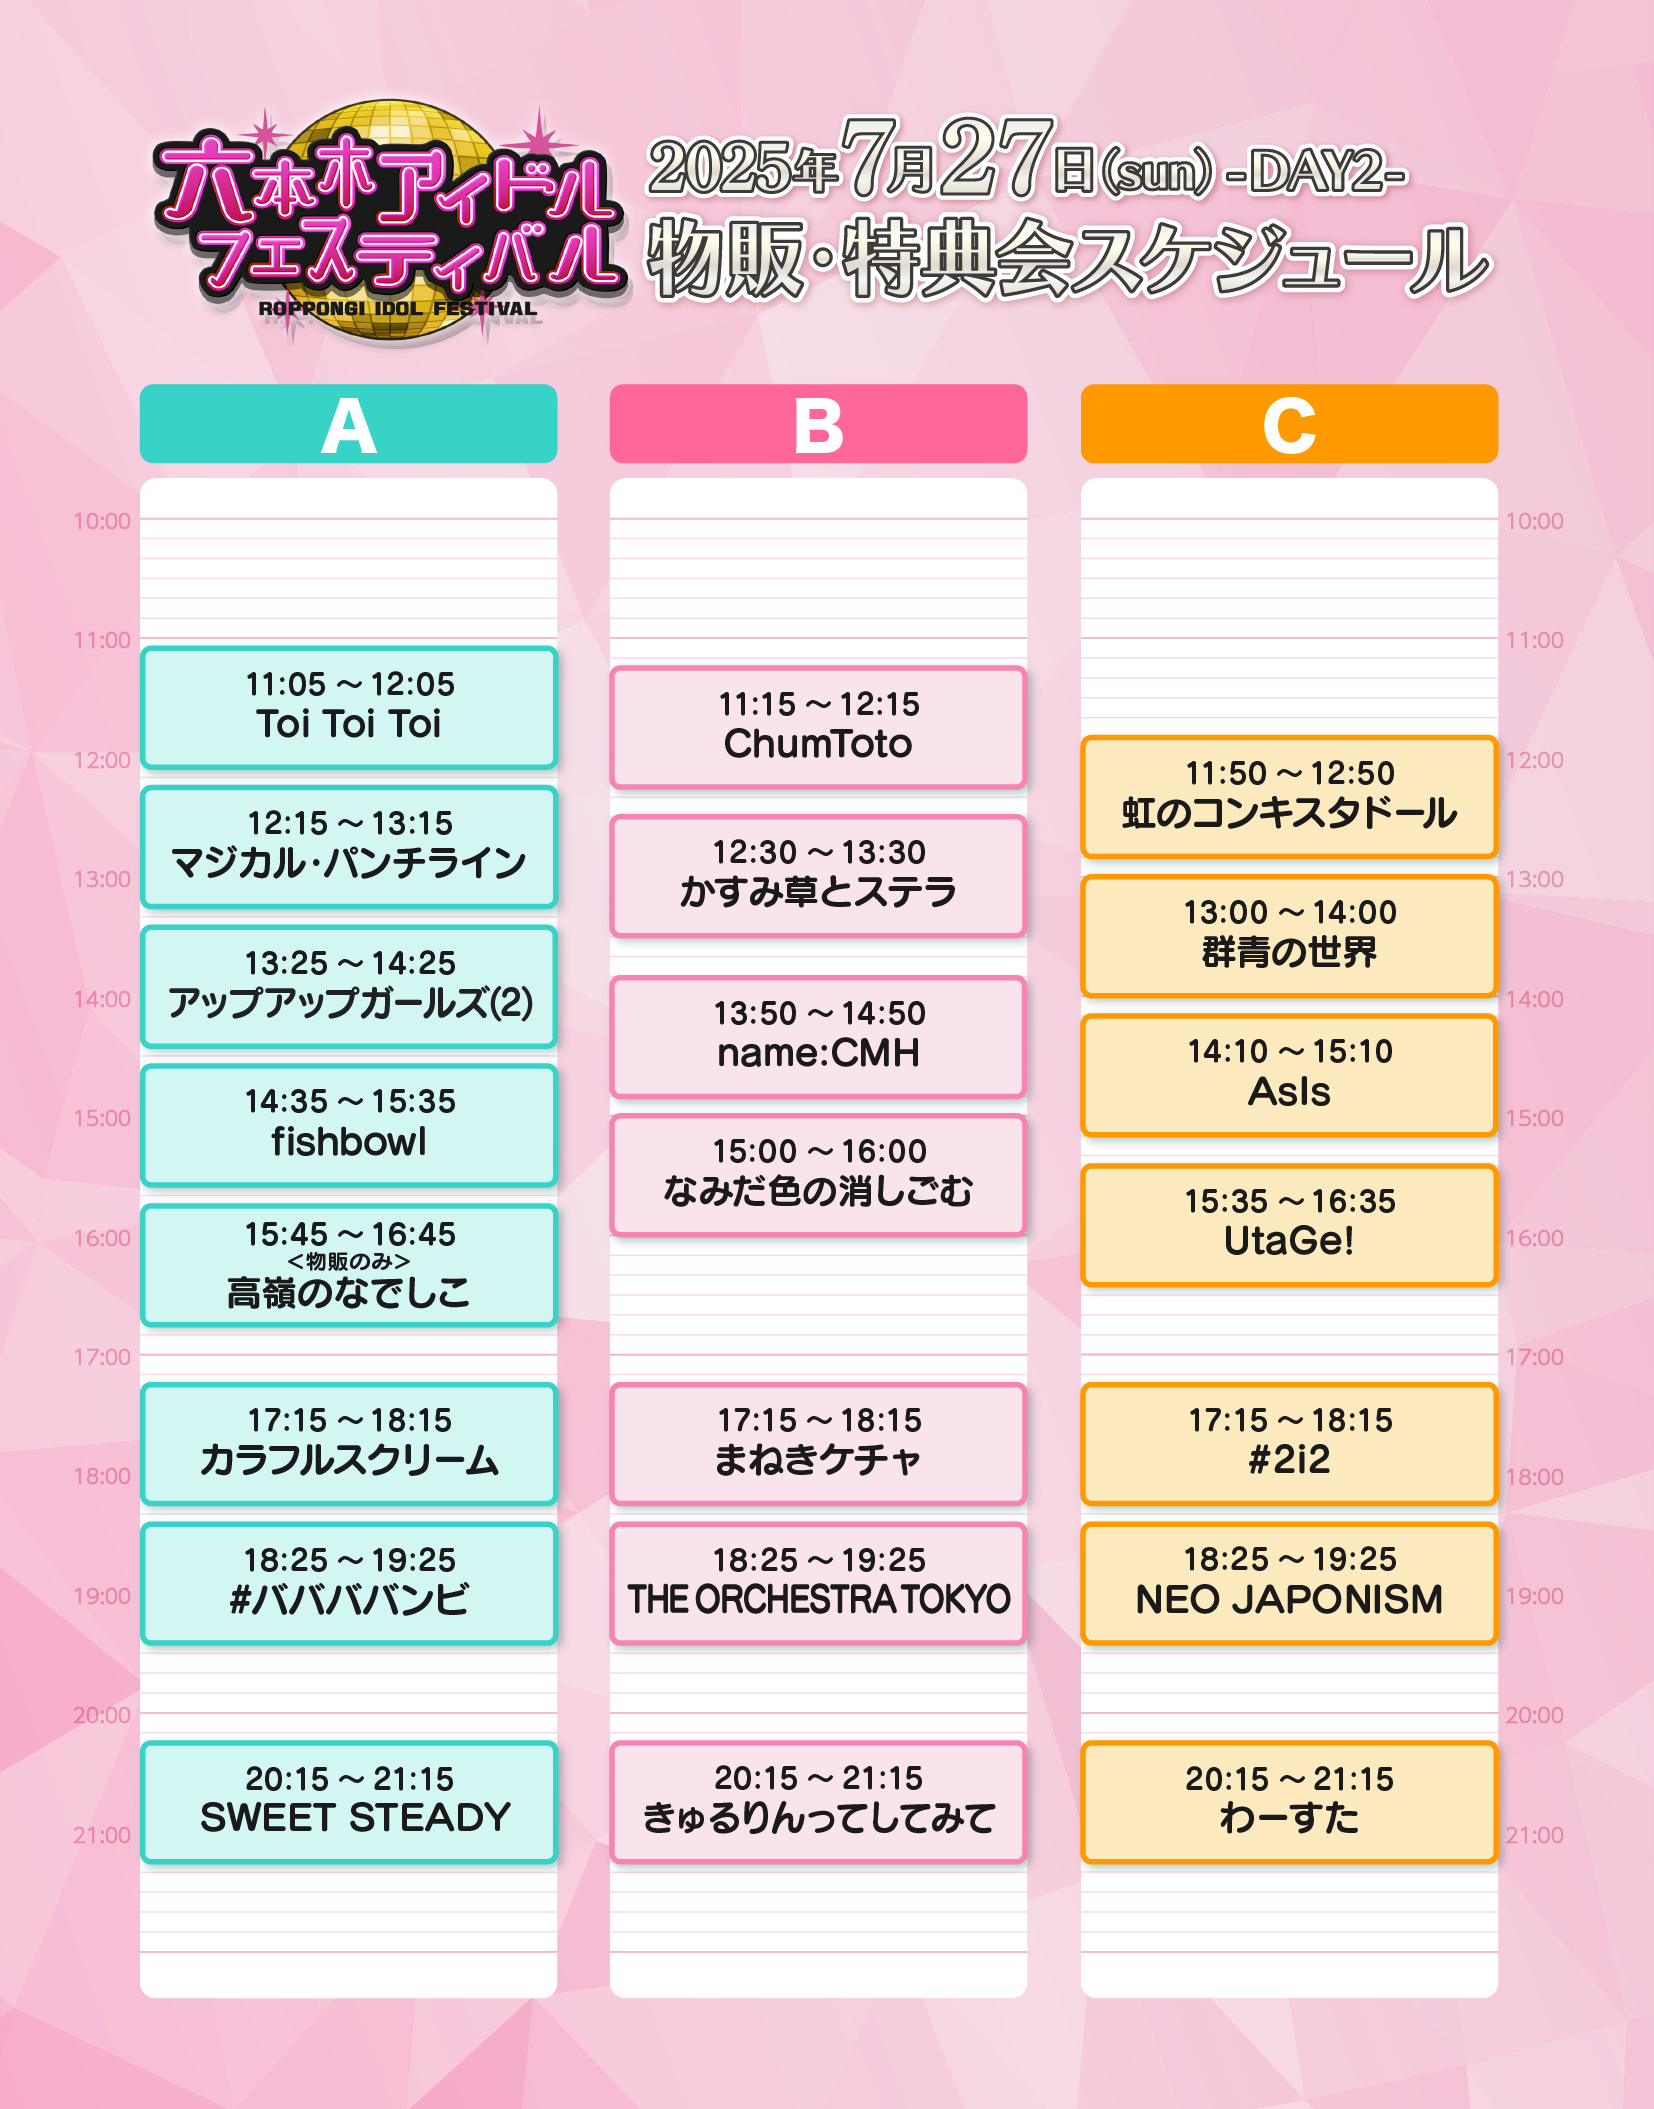 六本木アイドル
フェスティバル
ROPPONGI IDOL FESTIVAL
2025年7月27日(sun) -DAY2-
物販・特典会スケジュール
A
10:00
11:00
12:00
13:00
14:00
15:00
16:00
17:00
18:00
19:00
20:00
21:00
11:05 ～ 12:05
Toi Toi Toi
12:15 ～ 13:15
マジカル・パンチライン
13:25 ～ 14:25
アップアップガールズ(2)
14:35 ～ 15:35
fishbowl
15:45 ～ 16:45
<物販のみ>
高嶺のなでしこ
17:15 ～ 18:15
カラフルスクリーム
18:25 ～ 19:25
#ババババンビ
20:15 ～ 21:15
SWEET STEADY
B
11:15 ～ 12:15
ChumToto
12:30 ～ 13:30
かすみ草とステラ
13:50 ～ 14:50
name:CMH
15:00 ～ 16:00
なみだ色の消しごむ
17:15 ～ 18:15
まねきケチャ
18:25 ～ 19:25
THE ORCHESTRA TOKYO
20:15 ～ 21:15
きゅるりんってしてみて
C
11:50 ～ 12:50
虹のコンキスタドール
13:00 ～ 14:00
群青の世界
14:10 ～ 15:10
AsIs
15:35 ～ 16:35
UtaGe!
17:15 ～ 18:15
#2i2
18:25 ～ 19:25
NEO JAPONISM
20:15 ～ 21:15
わーすた
10:00
11:00
12:00
13:00
14:00
15:00
16:00
17:00
18:00
19:00
20:00
21:00